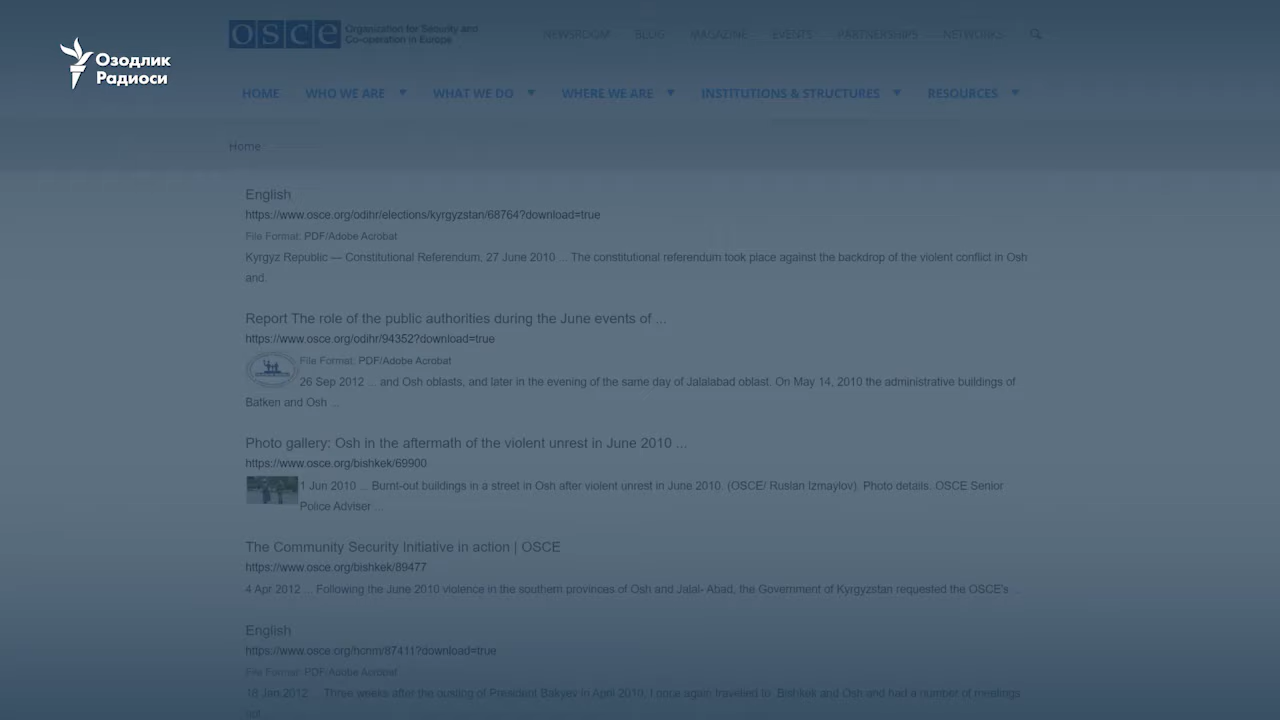 osce Organization for Security and
Co-operation in Europe
NEWSROOM BLOG MAGAZINE EVENTS PARTNERSHIPS NETWORKS
Озодлик
Радиоси
HOME WHO WE ARE WHAT WE DO WHERE WE ARE INSTITUTIONS & STRUCTURES RESOURCES
Home
English
https://www.osce.org/odihr/elections/kyrgyzstan/68764?download=true
File Format: PDF/Adobe Acrobat
Kyrgyz Republic — Constitutional Referendum, 27 June 2010 ... The constitutional referendum took place against the backdrop of the violent conflict in Osh
and.
Report The role of the public authorities during the June events of ...
https://www.osce.org/odihr/94352?download=true
File Format: PDF/Adobe Acrobat
26 Sep 2012 ... and Osh oblasts, and later in the evening of the same day of Jalalabad oblast. On May 14, 2010 the administrative buildings of
Batken and Osh ...
Photo gallery: Osh in the aftermath of the violent unrest in June 2010 ...
https://www.osce.org/bishkek/69900
1 Jun 2010 ... Burnt-out buildings in a street in Osh after violent unrest in June 2010. (OSCE/ Ruslan Izmaylov). Photo details. OSCE Senior
Police Adviser ...
The Community Security Initiative in action | OSCE
https://www.osce.org/bishkek/89477
4 Apr 2012 ... Following the June 2010 violence in the southern provinces of Osh and Jalal- Abad, the Government of Kyrgyzstan requested the OSCE's ...
English
https://www.osce.org/hcnm/87411?download=true
File Format: PDF/Adobe Acrobat
18 Jan 2012 ... Three weeks after the ousting of President Bakyev in April 2010, I once again travelled to .Bishkek and Osh and had a number of meetings